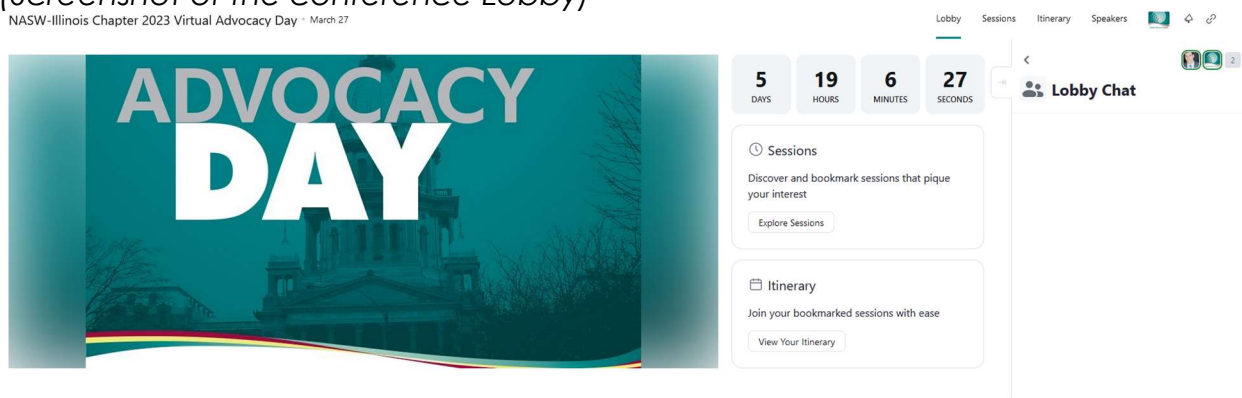 (Screenshot of the Conference Lobby)
NASW-Illinois Chapter 2023 Virtual Advocacy Day • March 27
Lobby Sessions Itinerary Speakers
ADVOCACY
DAY
5 19 6 27
DAYS HOURS MINUTES SECONDS
Sessions
Discover and bookmark sessions that pique
your interest
Explore Sessions
Itinerary
Join your bookmarked sessions with ease
View Your Itinerary
2
Lobby Chat